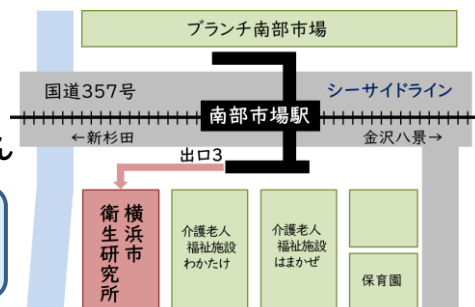 ブランチ南部市場
国道357号
シーサイドライン
南部市場駅
←新杉田
金沢八景→
ん
出口3
横浜市
衛生研究所
介護老人
福祉施設
わかたけ
介護老人
福祉施設
はまかぜ
保育園